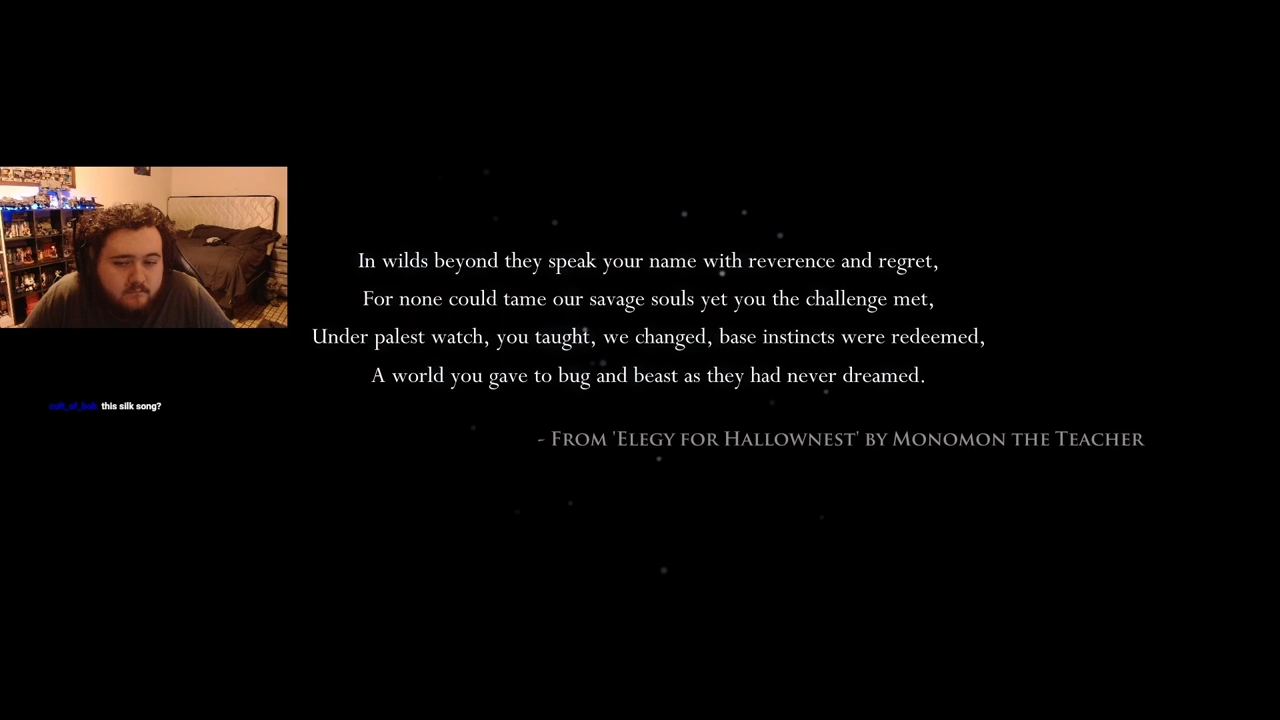 In wilds beyond they speak your name with reverence and regret,
For none could tame our savage souls yet you the challenge met,
Under palest watch, you taught, we changed, base instincts were redeemed,
A world you gave to bug and beast as they had never dreamed.
- From 'Elegy for Hallownest' by Monomon the Teacher
cult_of_bob this silk song?